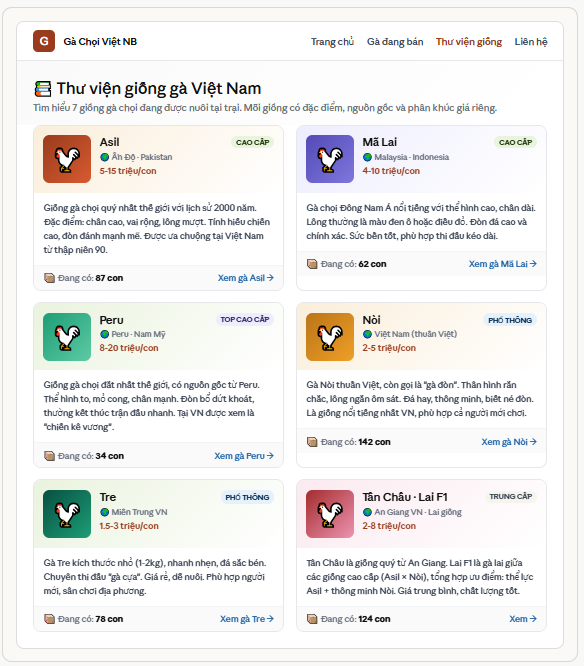 G Gà Chọi Việt NB
Trang chủ Gà đang bán Thư viện giống Liên hệ
Thư viện giống gà Việt Nam
Tìm hiểu 7 giống gà chọi đang được nuôi tại trại. Mỗi giống có đặc điểm, nguồn gốc và phân khúc giá riêng.
Asil
CAO CẤP
Ấn Độ · Pakistan
5-15 triệu/con
Giống gà chọi quý nhất thế giới với lịch sử 2000 năm.
Đặc điểm: chân cao, vai rộng, lông mượt. Tính hiếu chiến
cao, đòn đánh mạnh mẽ. Được ưa chuộng tại Việt Nam
từ thập niên 90.
Đang có: 87 con
Xem gà Asil →
Mã Lai
CAO CẤP
Malaysia · Indonesia
4-10 triệu/con
Gà chọi Đông Nam Á nổi tiếng với thể hình cao, chân dài.
Lông thường là màu đen ô hoặc điều đỏ. Đòn đá cao và
chính xác. Sức bền tốt, phù hợp thi đấu kéo dài.
Đang có: 62 con
Xem gà Mã Lai →
Peru
TOP CAO CẤP
Peru · Nam Mỹ
8-20 triệu/con
Giống gà chọi đắt nhất thế giới, có nguồn gốc từ Peru.
Thể hình to, mỏ cong, chân mạnh. Đòn bổ dứt khoát,
thường kết thúc trận đấu nhanh. Tại VN được xem là
"chiến kê vương".
Đang có: 34 con
Xem gà Peru →
Nòi
PHỔ THÔNG
Việt Nam (thuần Việt)
2-5 triệu/con
Gà Nòi thuần Việt, còn gọi là "gà đòn". Thân hình rắn
chắc, lông ngắn ôm sát. Đá hay, thông minh, biết né đòn.
Là giống nổi tiếng nhất VN, phù hợp cả người mới chơi.
Đang có: 142 con
Xem gà Nòi →
Tre
PHỔ THÔNG
Miền Trung VN
1.5-3 triệu/con
Gà Tre kích thước nhỏ (1-2kg), nhanh nhẹn, đá sắc bén.
Chuyên thi đấu "gà cựa". Giá rẻ, dễ nuôi. Phù hợp người
mới, sân chơi địa phương.
Đang có: 78 con
Xem gà Tre →
Tân Châu · Lai F1
TRUNG CẤP
An Giang VN · Lai giống
2-8 triệu/con
Tân Châu là giống quý từ An Giang. Lai F1 là gà lai giữa
các giống cao cấp (Asil × Nòi), tổng hợp ưu điểm: thể lực
Asil + thông minh Nòi. Giá trung bình, chất lượng tốt.
Đang có: 124 con
Xem →